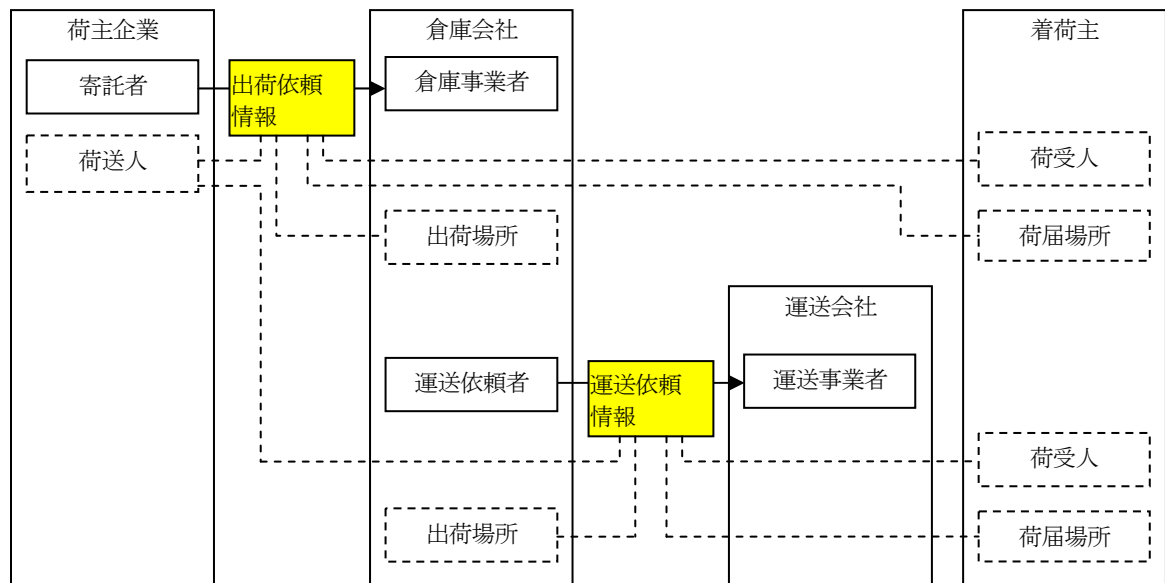 荷主企業
倉庫会社
着荷主
寄託者
出荷依頼
情報
倉庫事業者
荷送人
荷受人
出荷場所
荷届場所
運送会社
運送依頼者
運送依頼
情報
運送事業者
荷受人
出荷場所
荷届場所